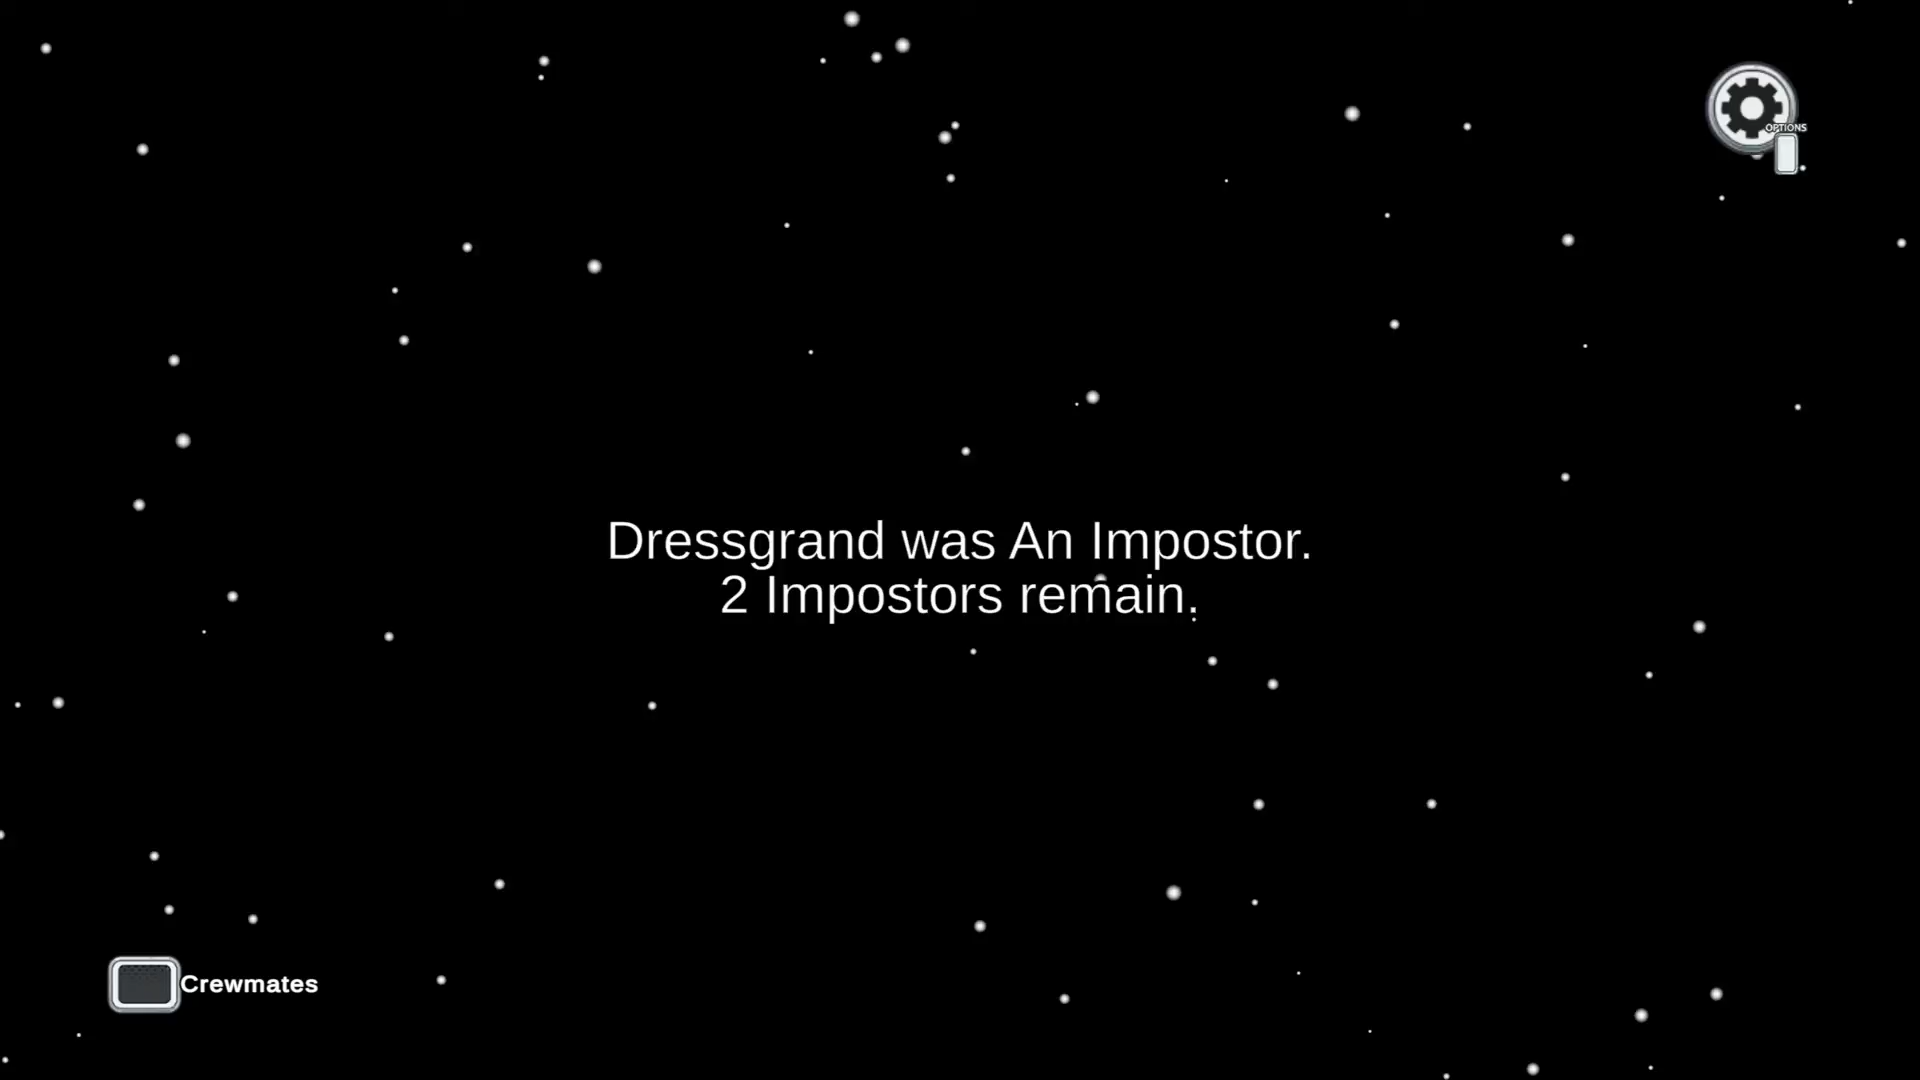 OPTIONS
Dressgrand was An Impostor.
2 Impostors remain.
Crewmates